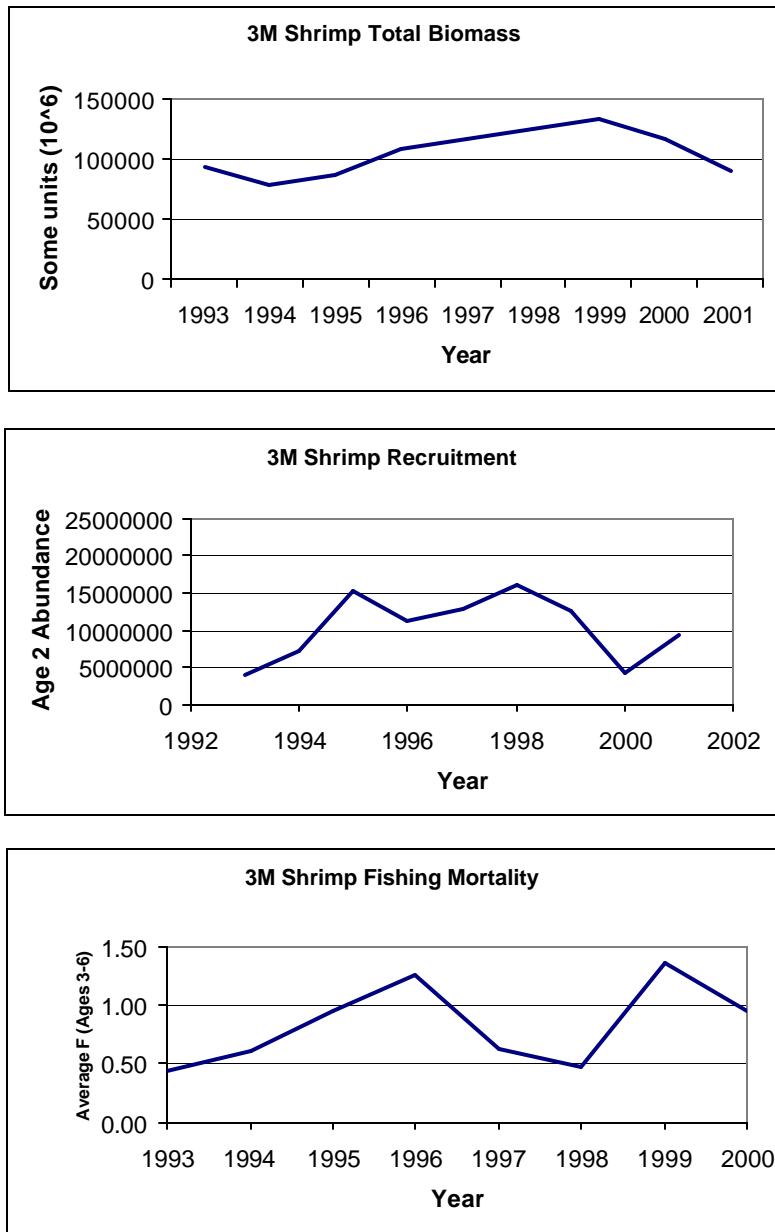 3M Shrimp Total Biomass
Some units (10^6)
150000
100000
50000
0
1993 1994 1995 1996 1997 1998 1999 2000 2001
Year
3M Shrimp Recruitment
Age 2 Abundance
25000000
20000000
15000000
10000000
5000000
0
1992 1994 1996 1998 2000 2002
Year
3M Shrimp Fishing Mortality
Average F (Ages 3-6)
1.50
1.00
0.50
0.00
1993 1994 1995 1996 1997 1998 1999 2000
Year